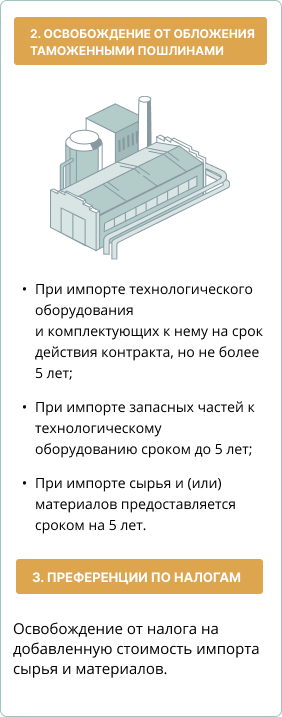 2. ОСВОБОЖДЕНИЕ ОТ ОБЛОЖЕНИЯ
ТАМОЖЕННЫМИ ПОШЛИНАМИ
• При импорте технологического
оборудования
и комплектующих к нему на срок
действия контракта, но не более
5 лет;
• При импорте запасных частей к
технологическому
оборудованию сроком до 5 лет;
• При импорте сырья и (или)
материалов предоставляется
сроком на 5 лет.
3. ПРЕФЕРЕНЦИИ ПО НАЛОГАМ
Освобождение от налога на
добавленную стоимость импорта
сырья и материалов.